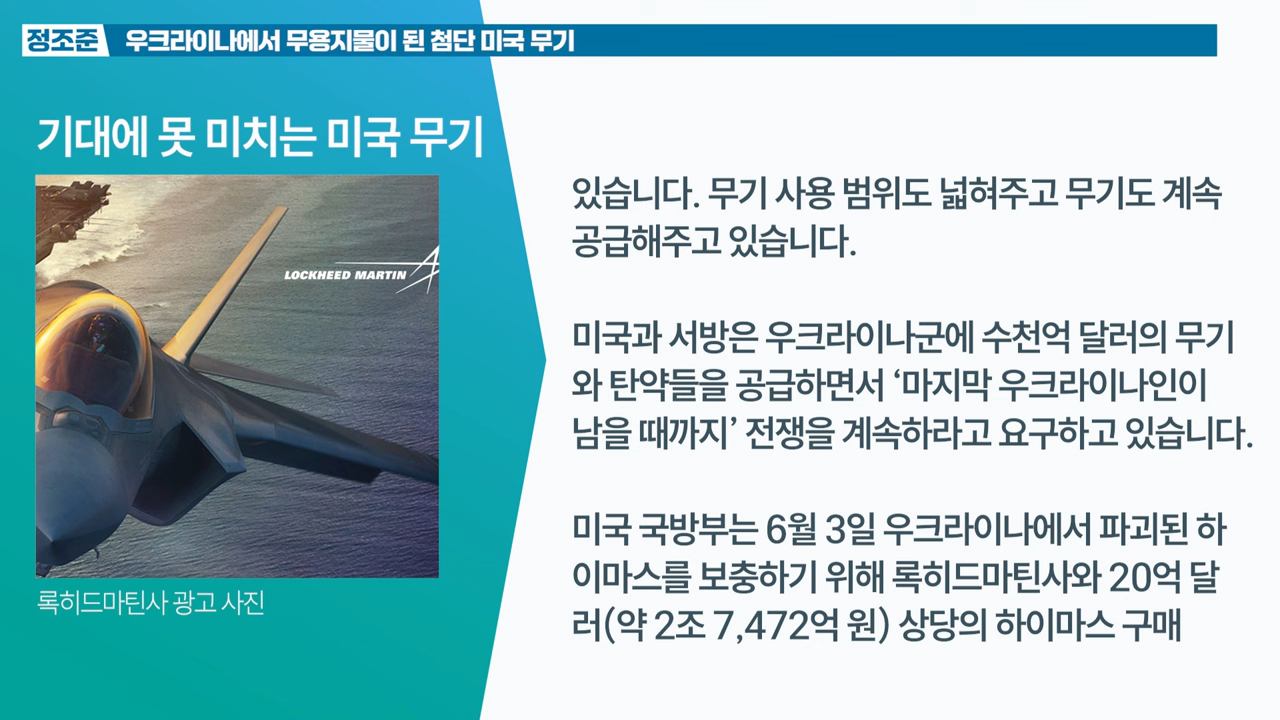 정조준 우크라이나에서 무용지물이 된 첨단 미국 무기
기대에 못 미치는 미국 무기
LOCKHEED MARTIN
록히드마틴사 광고 사진
있습니다. 무기 사용 범위도 넓혀주고 무기도 계속
공급해주고 있습니다.
미국과 서방은 우크라이나군에 수천억 달러의 무기
와 탄약들을 공급하면서 ‘마지막 우크라이나인이
남을 때까지’ 전쟁을 계속하라고 요구하고 있습니다.
미국 국방부는 6월 3일 우크라이나에서 파괴된 하
이마스를 보충하기 위해 록히드마틴사와 20억 달
러(약 2조 7,472억 원) 상당의 하이마스 구매